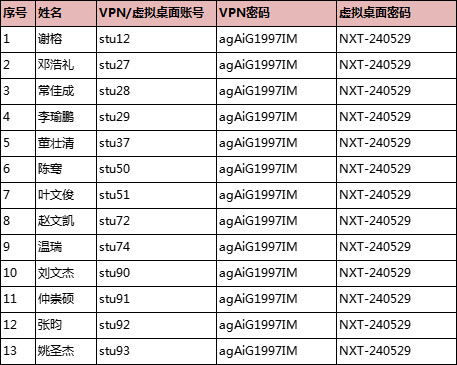 序号 姓名 VPN/虚拟桌面账号 VPN密码 虚拟桌面密码
1 谢榕 stu12 agAiG1997IM NXT-240529
2 邓浩礼 stu27 agAiG1997IM NXT-240529
3 常佳成 stu28 agAiG1997IM NXT-240529
4 李瑜鹏 stu29 agAiG1997IM NXT-240529
5 董壮清 stu37 agAiG1997IM NXT-240529
6 陈骞 stu50 agAiG1997IM NXT-240529
7 叶文俊 stu51 agAiG1997IM NXT-240529
8 赵文凯 stu72 agAiG1997IM NXT-240529
9 温瑞 stu74 agAiG1997IM NXT-240529
10 刘文杰 stu90 agAiG1997IM NXT-240529
11 仲崇硕 stu91 agAiG1997IM NXT-240529
12 张昀 stu92 agAiG1997IM NXT-240529
13 姚圣杰 stu93 agAiG1997IM NXT-240529